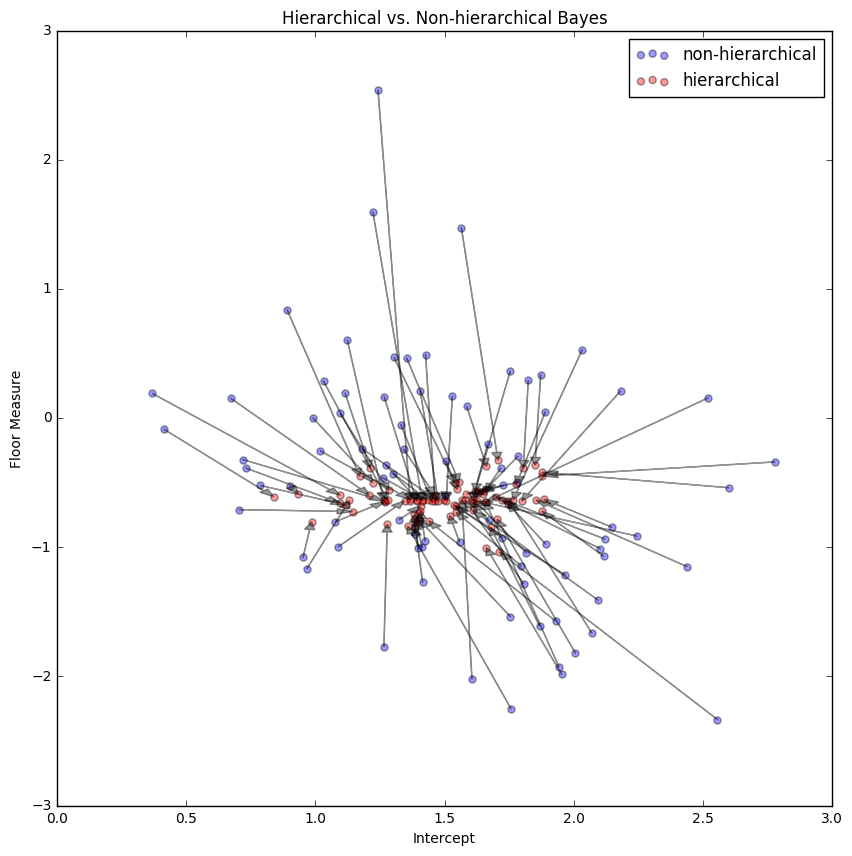 Hierarchical vs. Non-hierarchical Bayes
non-hierarchical
hierarchical
3
2
1
0
−1
−2
−3
Floor Measure
0.0 0.5 1.0 1.5 2.0 2.5 3.0
Intercept